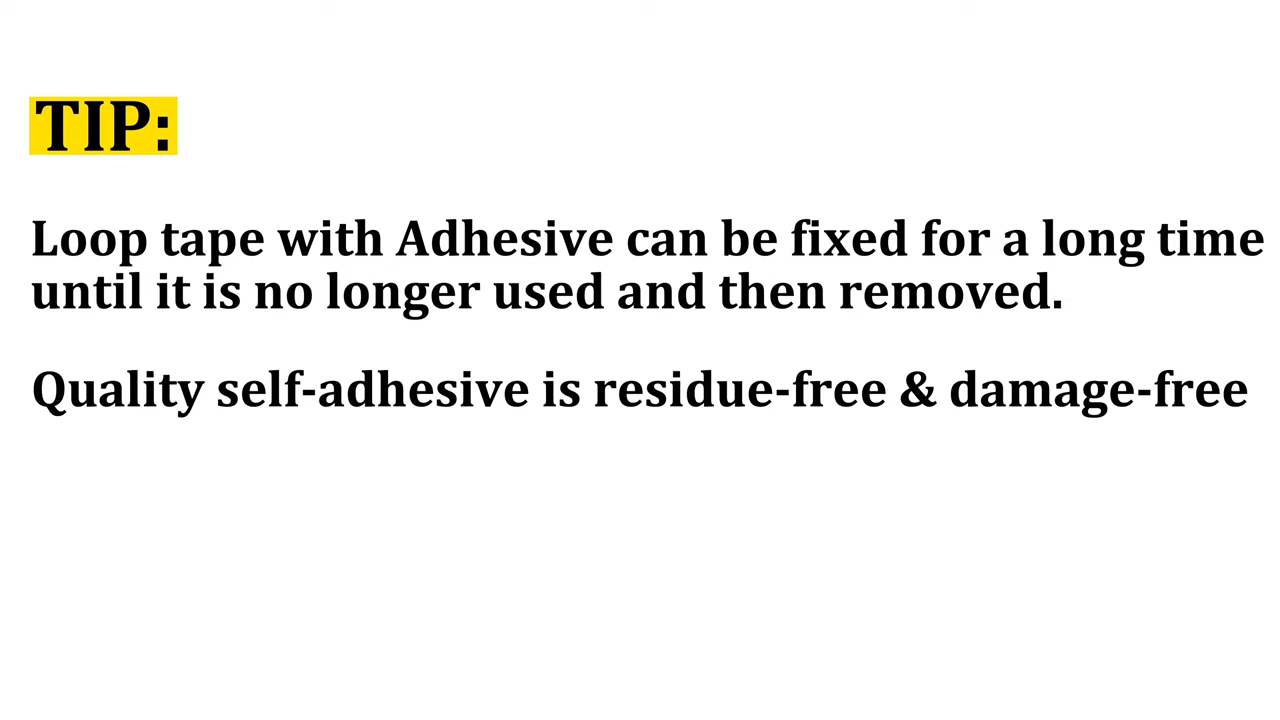 TIP:
Loop tape with Adhesive can be fixed for a long time
until it is no longer used and then removed.
Quality self-adhesive is residue-free & damage-free